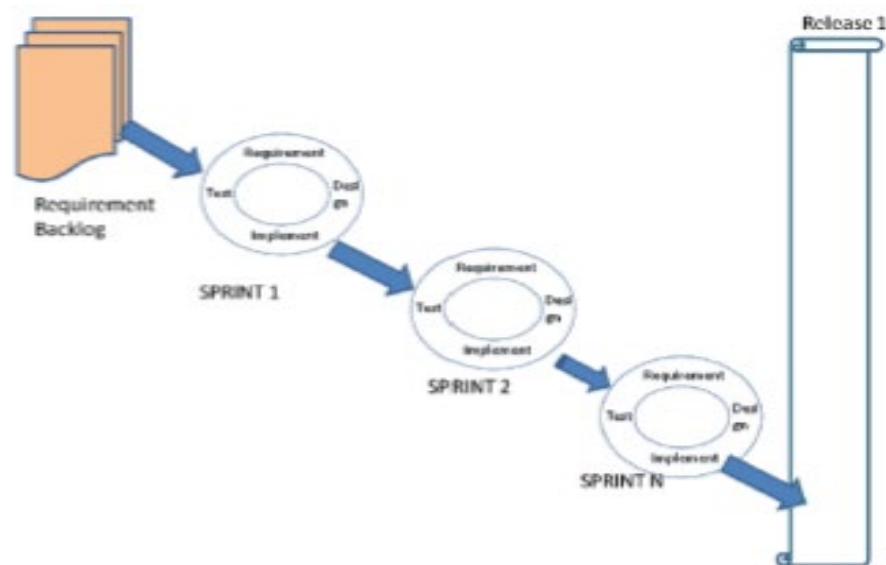 Release 1
Requirement
Backlog
Requirement
Test
Desi
gn
Implement
SPRINT 1
Requirement
Test
Desi
gn
Implement
SPRINT 2
Requirement
Test
Desi
gn
Implement
SPRINT N